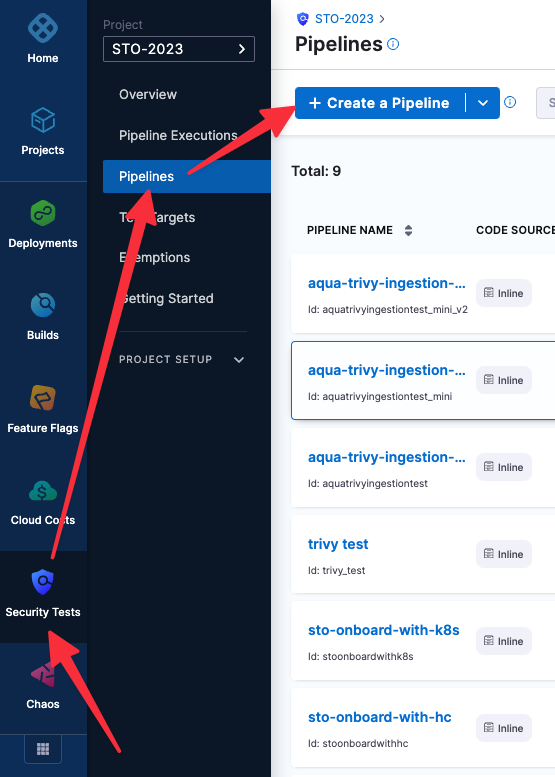 Home
Projects
Deployments
Builds
Feature Flags
Cloud Costs
Security Tests
Chaos
Project
STO-2023
Overview
Pipeline Executions
Pipelines
Test Targets
Exemptions
Getting Started
PROJECT SETUP
STO-2023 >
Pipelines
+ Create a Pipeline
S
Total: 9
PIPELINE NAME CODE SOURCE
aqua-trivy-ingestion-... Inline
Id: aquatrivyingestiontest_mini_v2
aqua-trivy-ingestion-... Inline
Id: aquatrivyingestiontest_mini
aqua-trivy-ingestion-... Inline
Id: aquatrivyingestiontest
trivy test Inline
Id: trivy_test
sto-onboard-with-k8s Inline
Id: stoonboardwithk8s
sto-onboard-with-hc Inline
Id: stoonboardwithhc